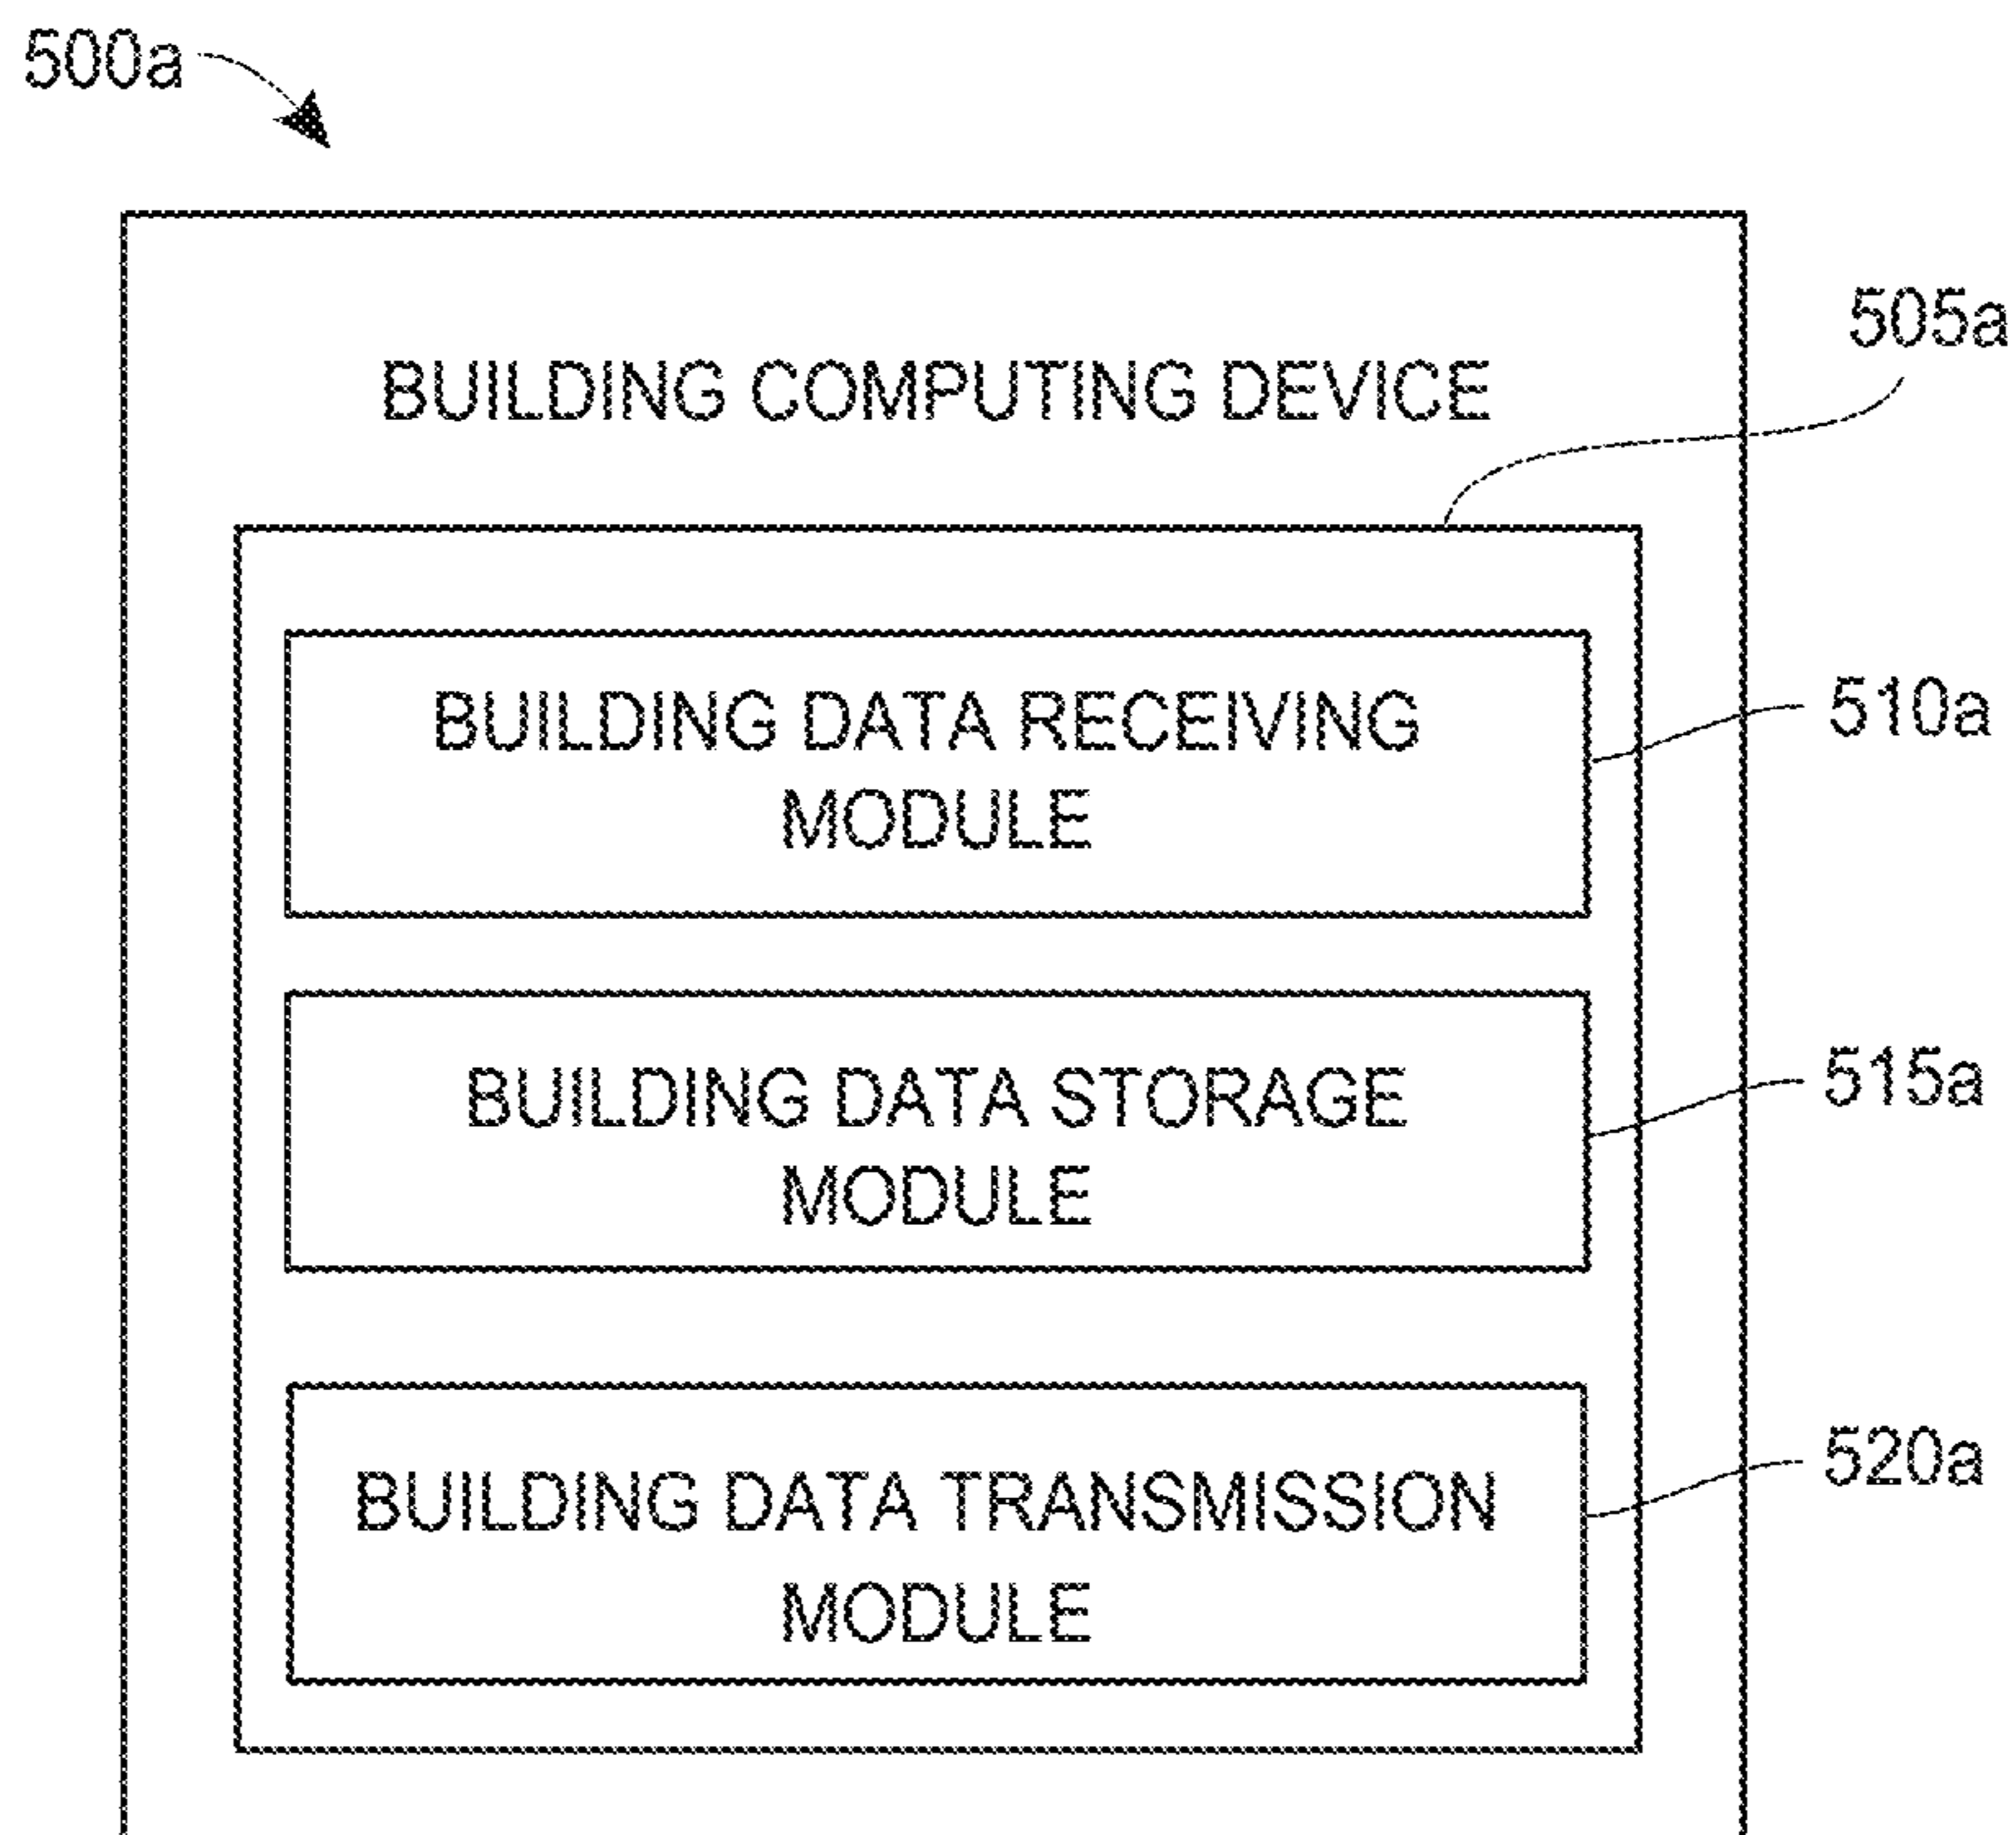 500a
BUILDING COMPUTING DEVICE
505a
BUILDING DATA RECEIVING
MODULE
510a
BUILDING DATA STORAGE
MODULE
515a
BUILDING DATA TRANSMISSION
MODULE
520a